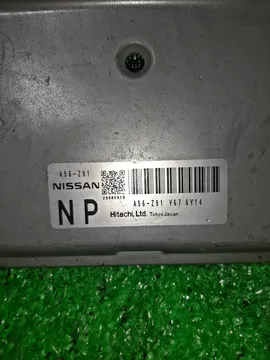 A56-Z91
NISSAN
NP
A56-Z91 Y67 6Y14
Hitachi, Ltd. Tokyo Japan